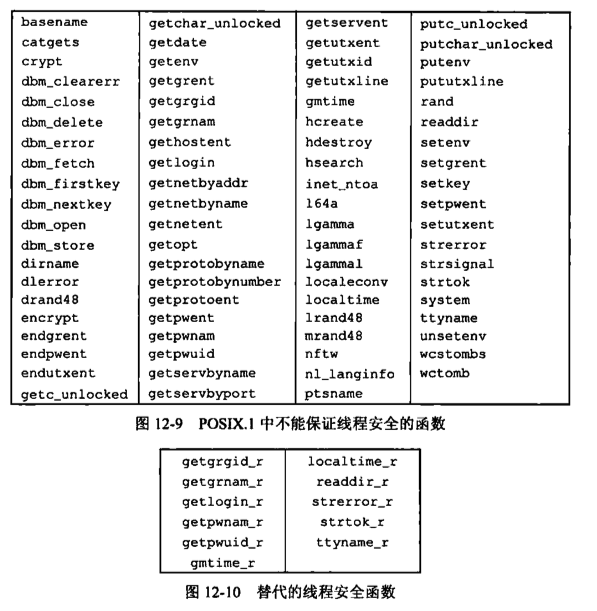 basename
catgets
crypt
dbm_clearerr
dbm_close
dbm_delete
dbm_error
dbm_fetch
dbm_firstkey
dbm_nextkey
dbm_open
dbm_store
dirname
dlerror
drand48
encrypt
endgrent
endpwent
endutxent
getc_unlocked
getchar_unlocked
getdate
getenv
getgrent
getgrgid
getgrnam
gethostent
getlogin
getnetbyaddr
getnetbyname
getnetent
getopt
getprotobyname
getprotobynumber
getprotoent
getpwent
getpwnam
getpwuid
getservbyname
getservbyport
getservent
getutxent
getutxid
getutxline
gmtime
hcreate
hdestroy
hsearch
inet_ntoa
l64a
lgamma
lgammaf
lgammal
localeconv
localtime
lrand48
mrand48
nftw
nl_langinfo
ptsname
putc_unlocked
putchar_unlocked
putenv
pututxline
rand
readdir
setenv
setgrent
setkey
setpwent
setutxent
strerror
strsignal
strtok
system
ttyname
unsetenv
wcstombs
wctomb
图 12-9 POSIX.1 中不能保证线程安全的函数
getgrgid_r
getgrnam_r
getlogin_r
getpwnam_r
getpwuid_r
gmtime_r
localtime_r
readdir_r
strerror_r
strtok_r
ttyname_r
图 12-10 替代的线程安全函数